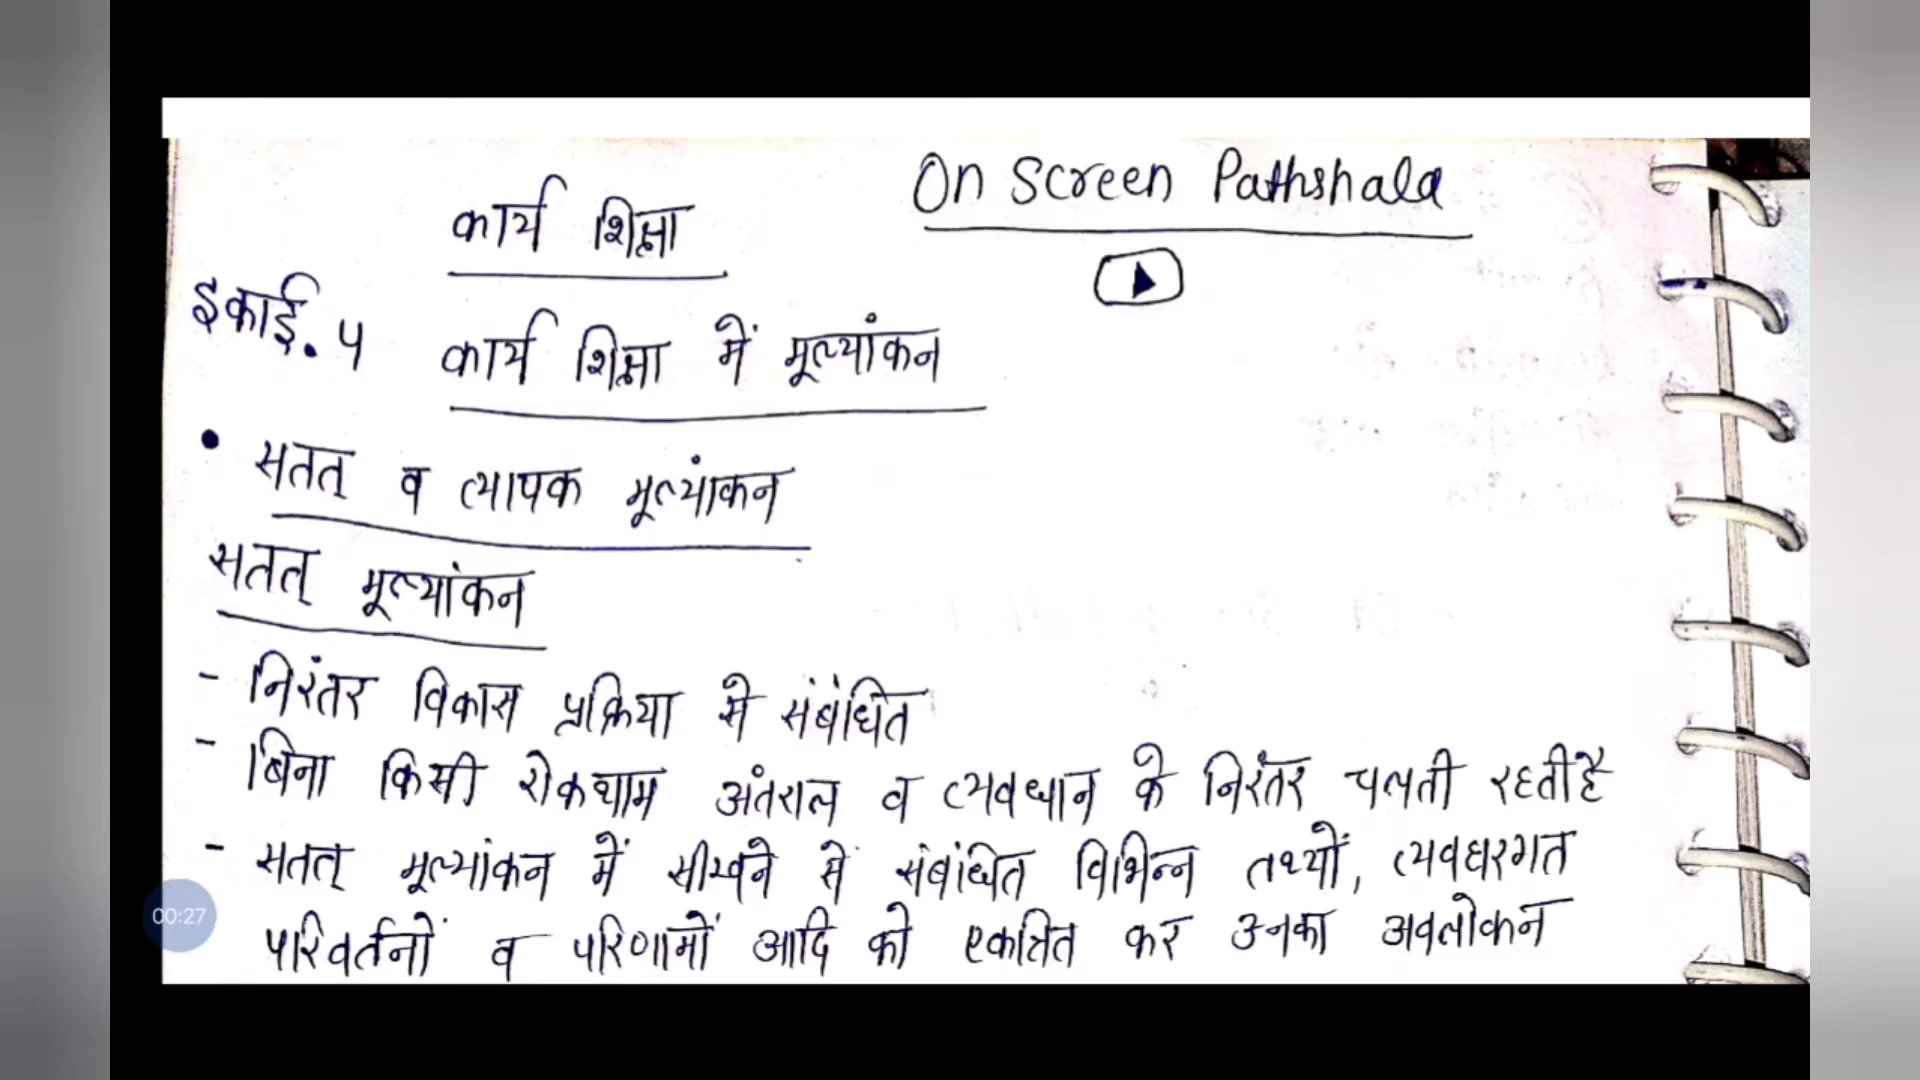 On Screen Pathshala
कार्य शिक्षा
इकाई. 5 कार्य शिक्षा में मूल्यांकन
• सतत् व व्यापक मूल्यांकन
सतत् मूल्यांकन
- निरंतर विकास प्रक्रिया से संबंधित
- बिना किसी रोकथाम अंतराल व व्यवधान के निरंतर चलती रहती है
- सतत् मूल्यांकन में सीखने से संबंधित विभिन्न तथ्यों, व्यवहारगत
परिवर्तनों व परिणामों आदि को एकत्रित कर उनका अवलोकन
00:27